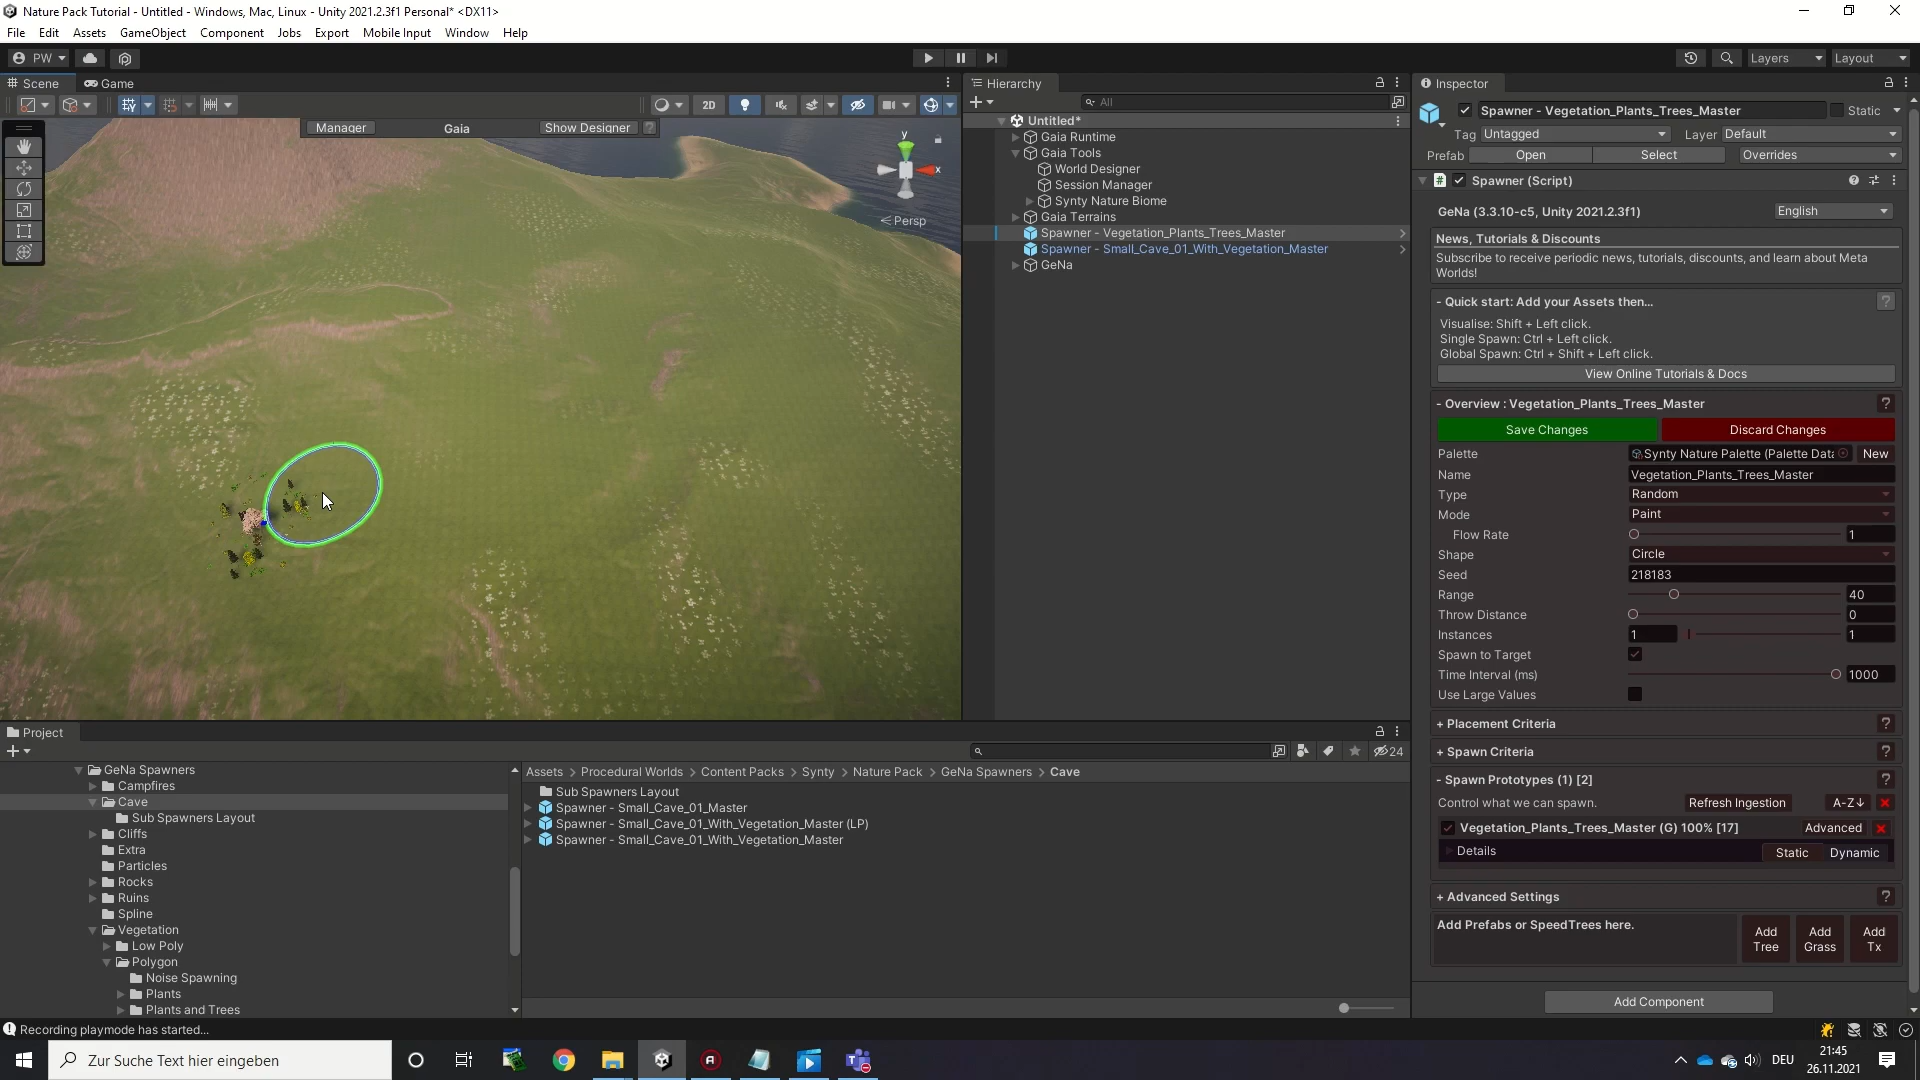 Nature Pack Tutorial - Untitled - Windows, Mac, Linux - Unity 2021.2.3f1 Personal* <DX11>
File Edit Assets GameObject Component Jobs Export Mobile Input Window Help
PW Layers Layout
Scene Game
2D
Manager Gaia Show Designer ?
y
x
Persp
Hierarchy
All
Untitled*
Gaia Runtime
Gaia Tools
World Designer
Session Manager
Synty Nature Biome
Gaia Terrains
Spawner - Vegetation_Plants_Trees_Master
Spawner - Small_Cave_01_With_Vegetation_Master
GeNa
Inspector
Spawner - Vegetation_Plants_Trees_Master Static
Tag Untagged Layer Default
Prefab Open Select Overrides
Spawner (Script)
GeNa (3.3.10-c5, Unity 2021.2.3f1) English
News, Tutorials & Discounts
Subscribe to receive periodic news, tutorials, discounts, and learn about Meta
Worlds!
- Quick start: Add your Assets then... ?
Visualise: Shift + Left click.
Single Spawn: Ctrl + Left click.
Global Spawn: Ctrl + Shift + Left click.
View Online Tutorials & Docs
- Overview : Vegetation_Plants_Trees_Master ?
Save Changes Discard Changes
Palette Synty Nature Palette (Palette Data New
Name Vegetation_Plants_Trees_Master
Type Random
Mode Paint
Flow Rate 1
Shape Circle
Seed 218183
Range 40
Throw Distance 0
Instances 1 1
Spawn to Target
Time Interval (ms) 1000
Use Large Values
+ Placement Criteria ?
+ Spawn Criteria ?
- Spawn Prototypes (1) [2] ?
Control what we can spawn. Refresh Ingestion A-Z↓
Vegetation_Plants_Trees_Master (G) 100% [17] Advanced
Details Static Dynamic
+ Advanced Settings ?
Add Prefabs or SpeedTrees here.
Add Tree
Add Grass
Add Tx
Add Component
Project
24
GeNa Spawners
Campfires
Cave
Sub Spawners Layout
Cliffs
Extra
Particles
Rocks
Ruins
Spline
Vegetation
Low Poly
Polygon
Noise Spawning
Plants
Plants and Trees
Assets > Procedural Worlds > Content Packs > Synty > Nature Pack > GeNa Spawners > Cave
Sub Spawners Layout
Spawner - Small_Cave_01_Master
Spawner - Small_Cave_01_With_Vegetation_Master (LP)
Spawner - Small_Cave_01_With_Vegetation_Master
Recording playmode has started...
Zur Suche Text hier eingeben
DEU
21:45
26.11.2021